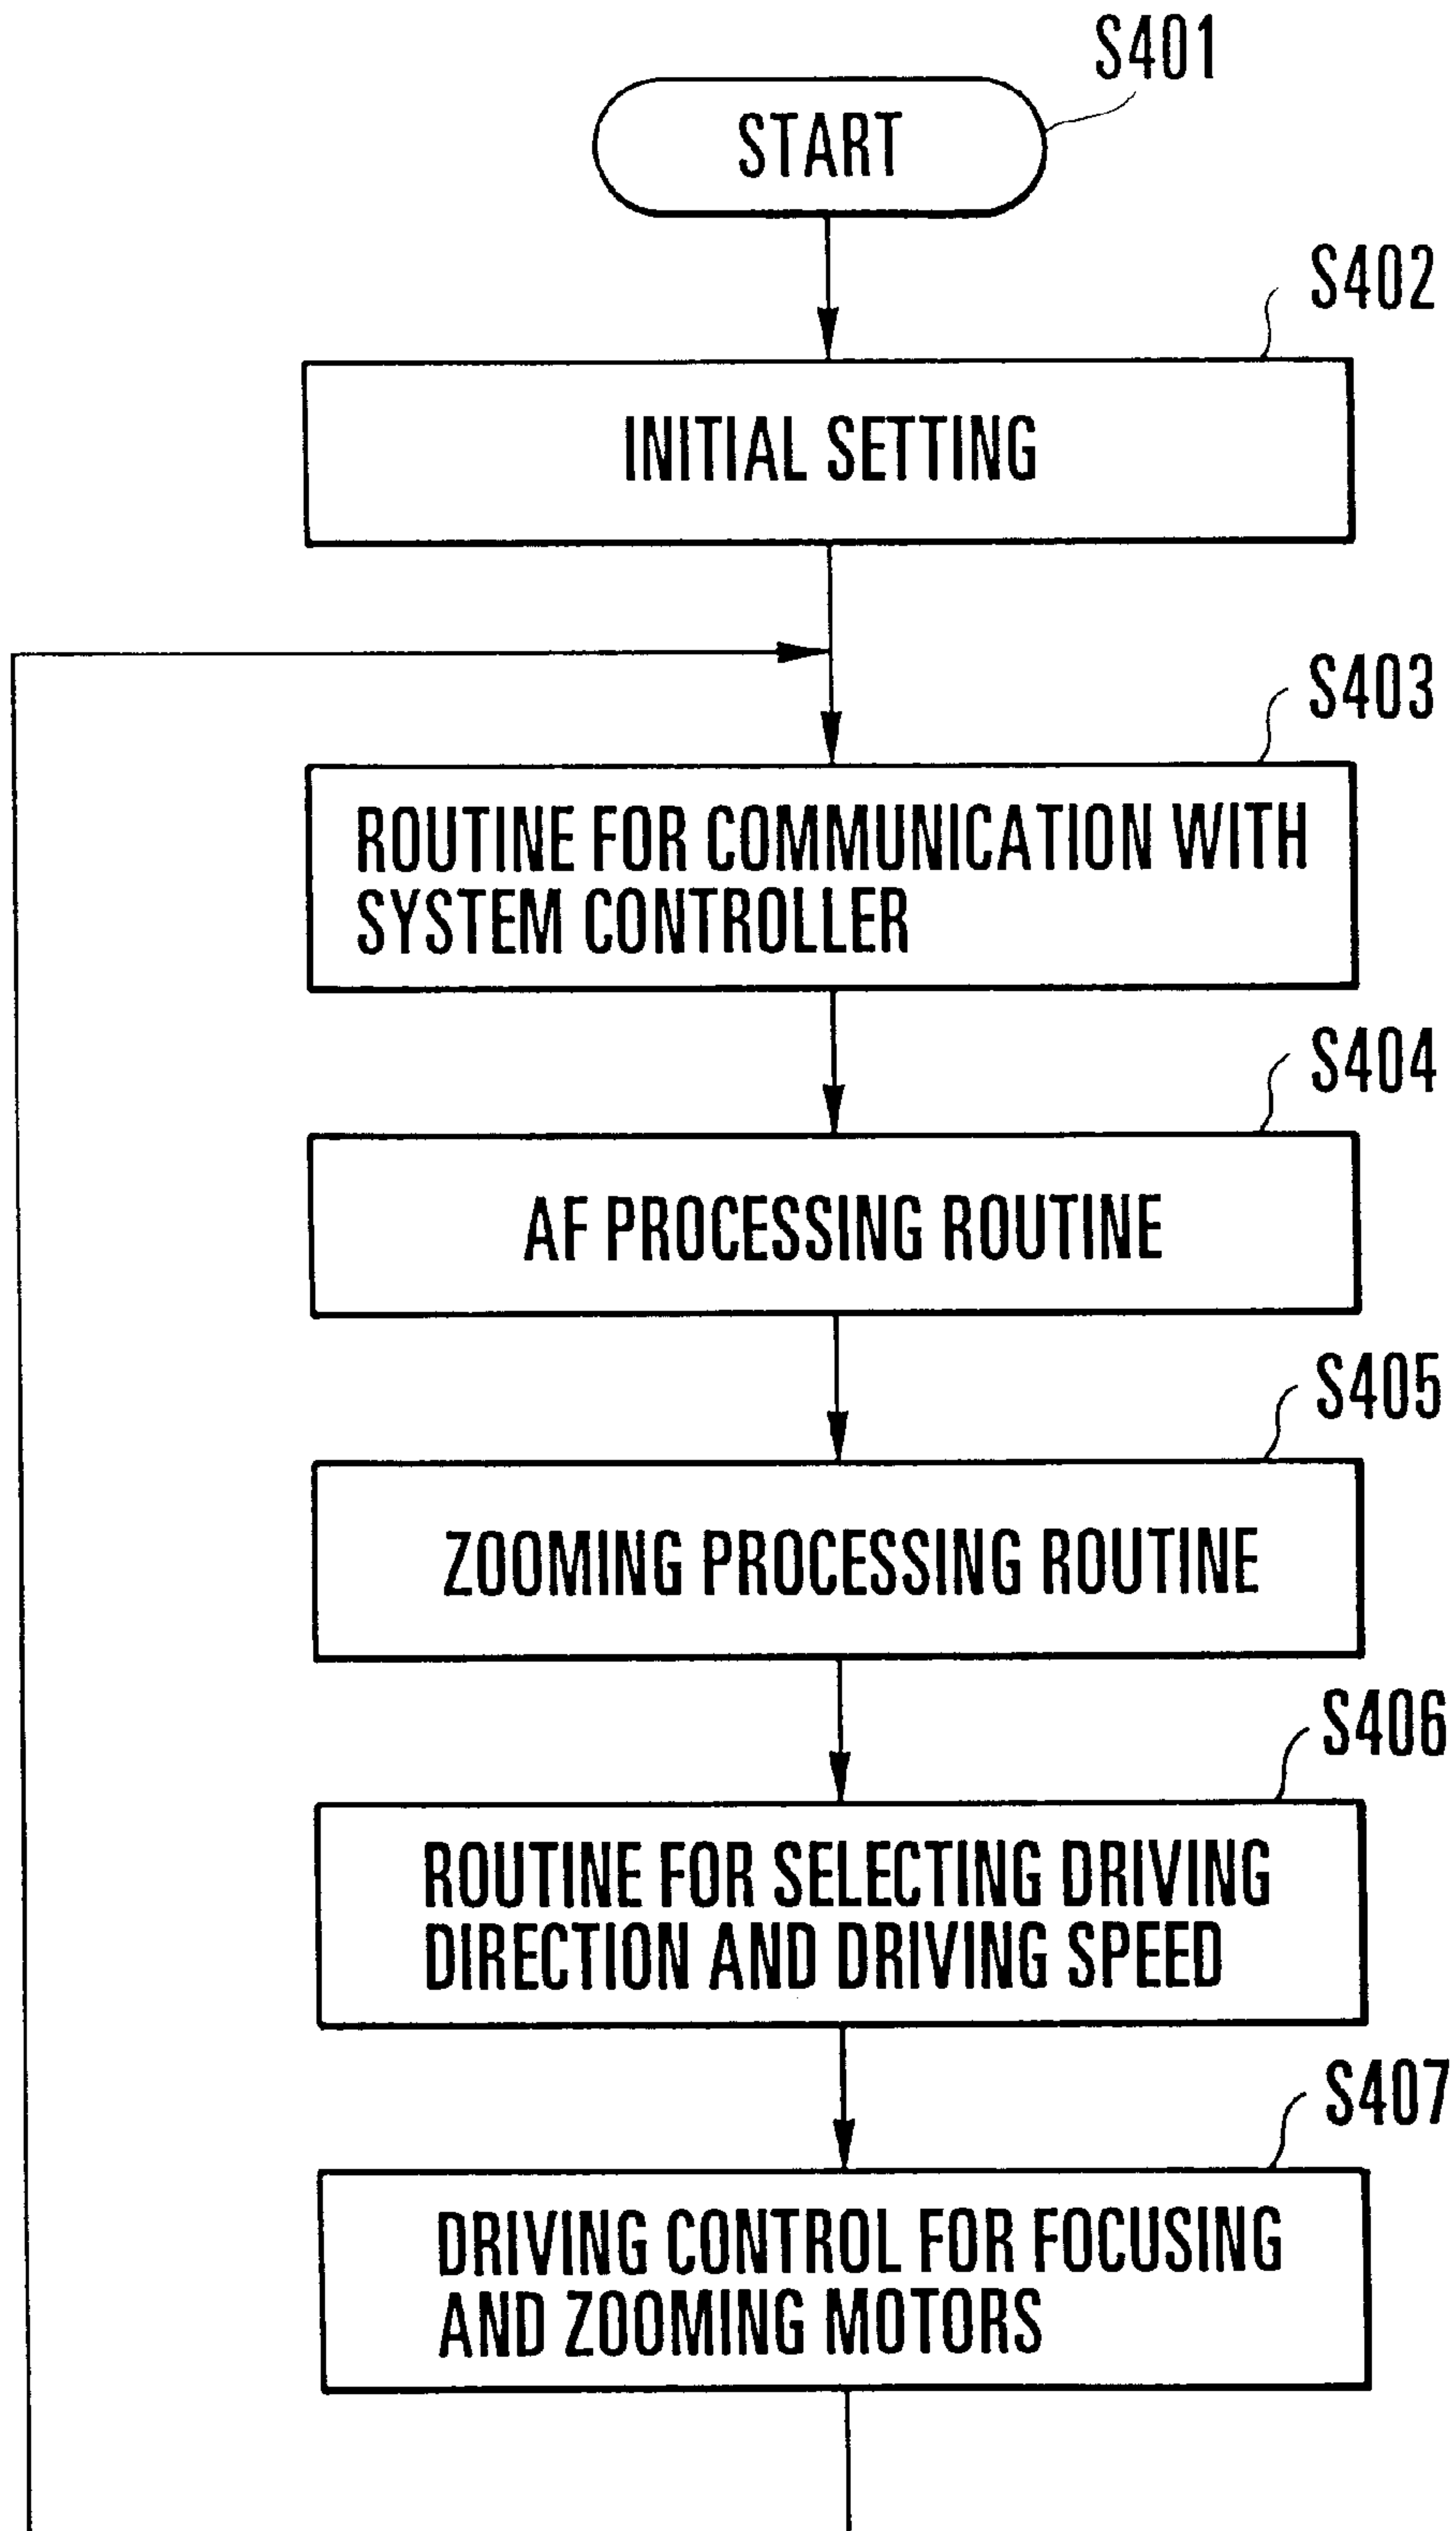 S401
START
S402
INITIAL SETTING
S403
ROUTINE FOR COMMUNICATION WITH
SYSTEM CONTROLLER
S404
AF PROCESSING ROUTINE
S405
ZOOMING PROCESSING ROUTINE
S406
ROUTINE FOR SELECTING DRIVING
DIRECTION AND DRIVING SPEED
S407
DRIVING CONTROL FOR FOCUSING
AND ZOOMING MOTORS